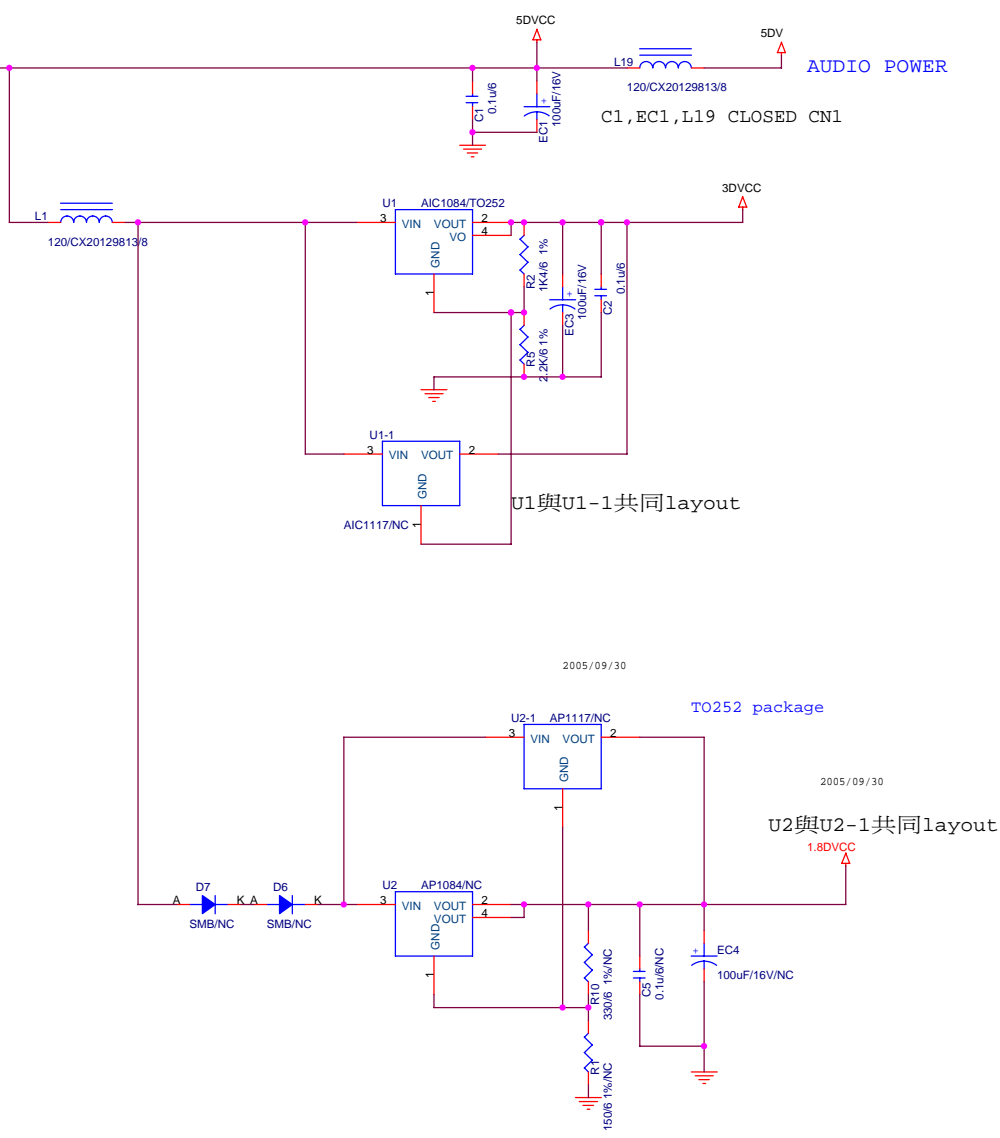 5DVCC
5DV
AUDIO POWER
L19
120/CX20129813/8
C1
0.1u/6
+
EC1
100uF/16V
C1,EC1,L19 CLOSED CN1
L1
120/CX20129813/8
U1
AIC1084/TO252
3DVCC
3
VIN
VOUT
2
VO
4
GND
1
R2
1K4/6 1%
+
EC3
100uF/16V
C2
0.1u/6
R5
2.2K/6 1%
U1-1
3
VIN
VOUT
2
GND
1
AIC1117/NC
U1與U1-1共同layout
2005/09/30
TO252 package
U2-1
AP1117/NC
3
VIN
VOUT
2
GND
1
2005/09/30
U2與U2-1共同layout
1.8DVCC
D7
A
K
SMB/NC
D6
A
K
SMB/NC
U2
AP1084/NC
3
VIN
VOUT
2
VOUT
4
GND
1
R10
330/6 1%/NC
C5
0.1u/6/NC
+
EC4
100uF/16V/NC
R1
150/6 1%/NC